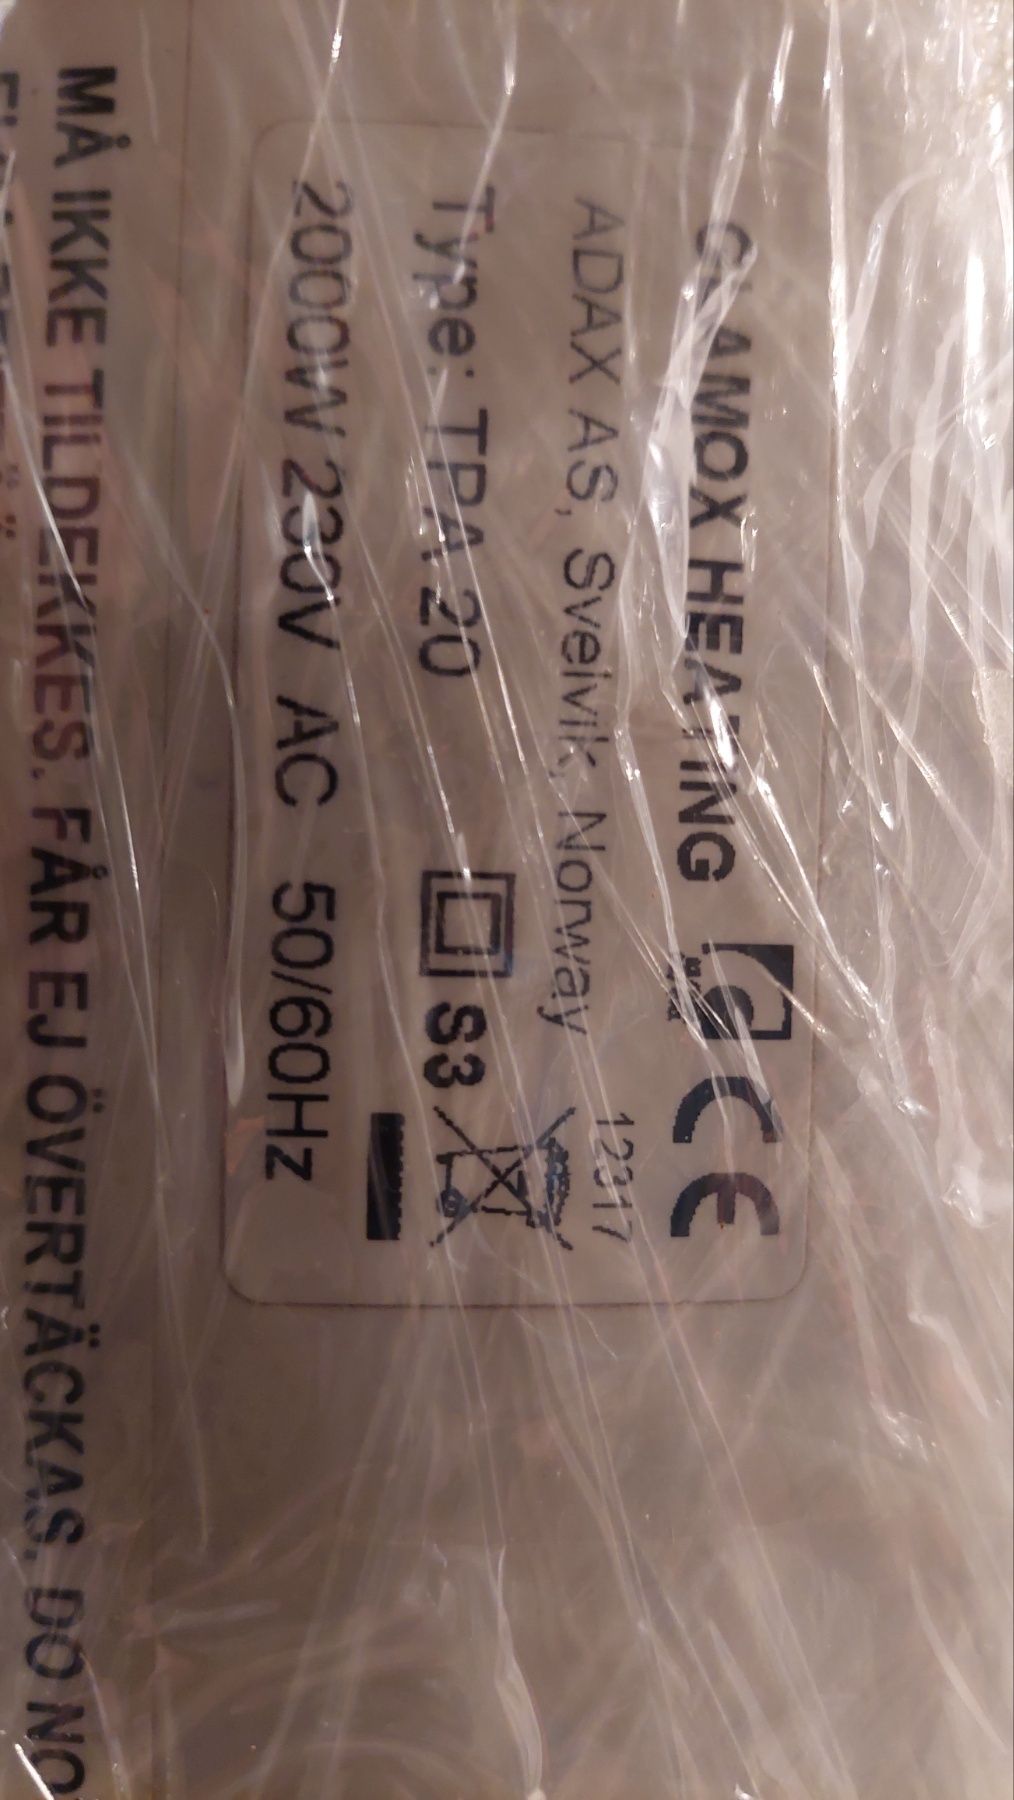 GLAMOX HEATING
CE
ADAX AS, Sveivik, Norway
12317
Type: TPA 20
S3
2000W 230V AC 50/60Hz
MÅ IKKE TILDEKKES. FÅR EJ ÖVERTÄCKAS. DO NO